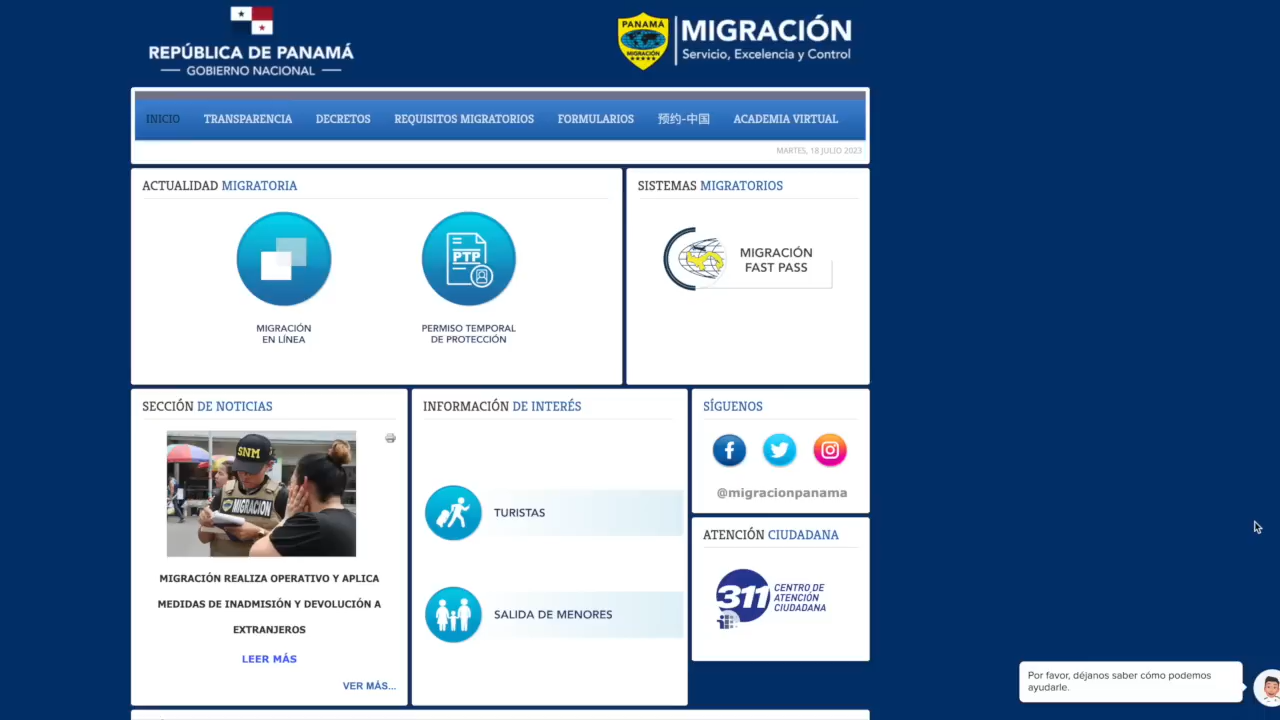 REPÚBLICA DE PANAMÁ
GOBIERNO NACIONAL
PANAMA
MIGRACIÓN
MIGRACIÓN
Servicio, Excelencia y Control
INICIO TRANSPARENCIA DECRETOS REQUISITOS MIGRATORIOS FORMULARIOS 预约-中国 ACADEMIA VIRTUAL
MARTES, 18 JULIO 2023
ACTUALIDAD MIGRATORIA
PTP
MIGRACIÓN
EN LÍNEA
PERMISO TEMPORAL
DE PROTECCIÓN
SISTEMAS MIGRATORIOS
MIGRACIÓN
FAST PASS
SECCIÓN DE NOTICIAS
SNM
MIGRACION
MIGRACIÓN REALIZA OPERATIVO Y APLICA
MEDIDAS DE INADMISIÓN Y DEVOLUCIÓN A
EXTRANJEROS
LEER MÁS
VER MÁS...
INFORMACIÓN DE INTERÉS
TURISTAS
SALIDA DE MENORES
SÍGUENOS
@migracionpanama
ATENCIÓN CIUDADANA
311 CENTRO DE
ATENCIÓN
CIUDADANA
Por favor, déjanos saber cómo podemos
ayudarle.